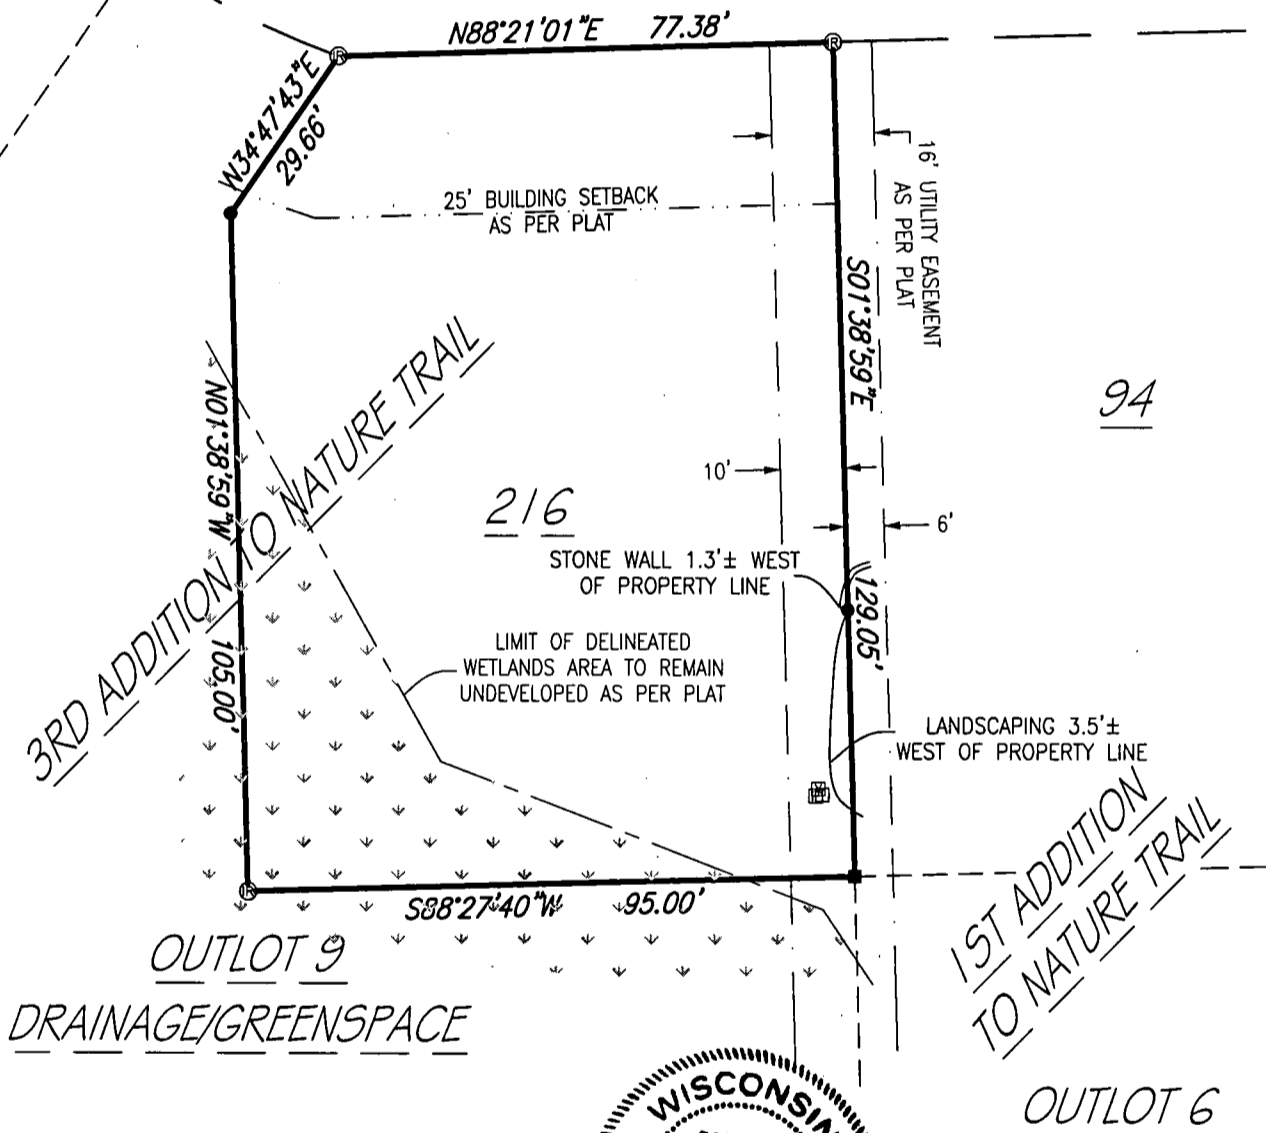 N88°21'01"E 77.38'
W34°47'43"E
29.66'
25' BUILDING SETBACK
AS PER PLAT
16' UTILITY EASEMENT
AS PER PLAT
S01°38'59"E
129.05'
94
3RD ADDITION TO NATURE TRAIL
N01°38'59"W 105.00'
216
10'
6'
STONE WALL 1.3'± WEST
OF PROPERTY LINE
LIMIT OF DELINEATED
WETLANDS AREA TO REMAIN
UNDEVELOPED AS PER PLAT
LANDSCAPING 3.5'±
WEST OF PROPERTY LINE
S88°27'40"W 95.00'
1ST ADDITION
TO NATURE TRAIL
OUTLOT 9
DRAINAGE/GREENSPACE
OUTLOT 6
WISCONSIN
IR
IR
IR